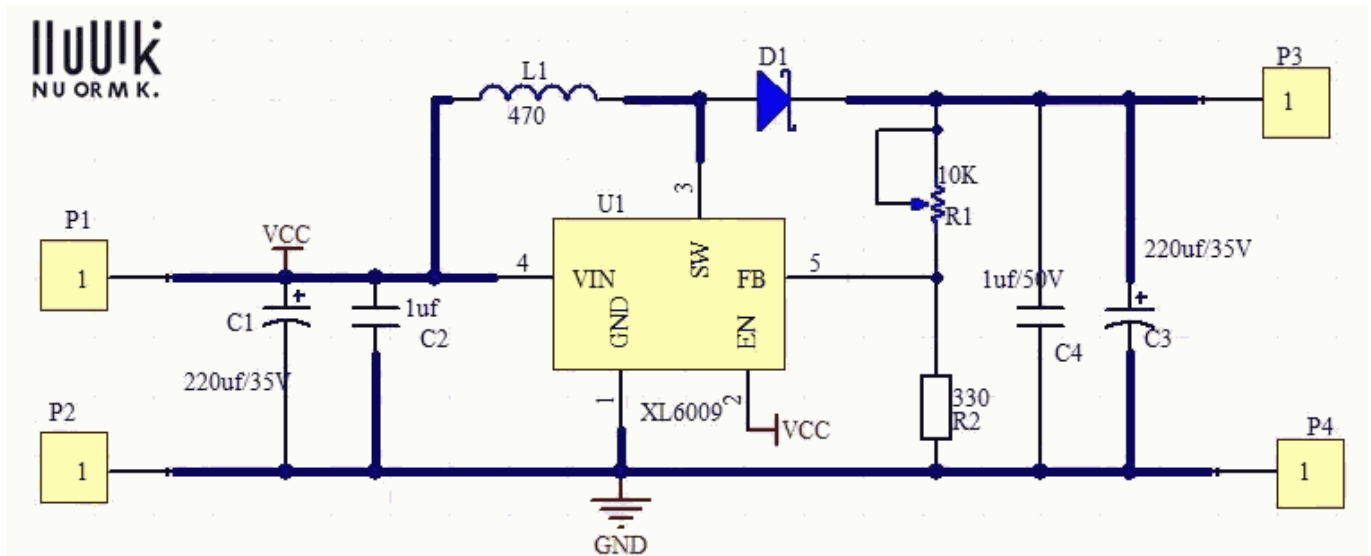 NUORMK.
L1
470
D1
P3
1
10K
R1
U1
3
P1
1
VCC
4
VIN
SW
FB
5
220uf/35V
1uf/50V
1uf
C1
C2
GND
EN
C4
C3
220uf/35V
P2
1
1
XL6009
2
VCC
330
R2
P4
1
GND